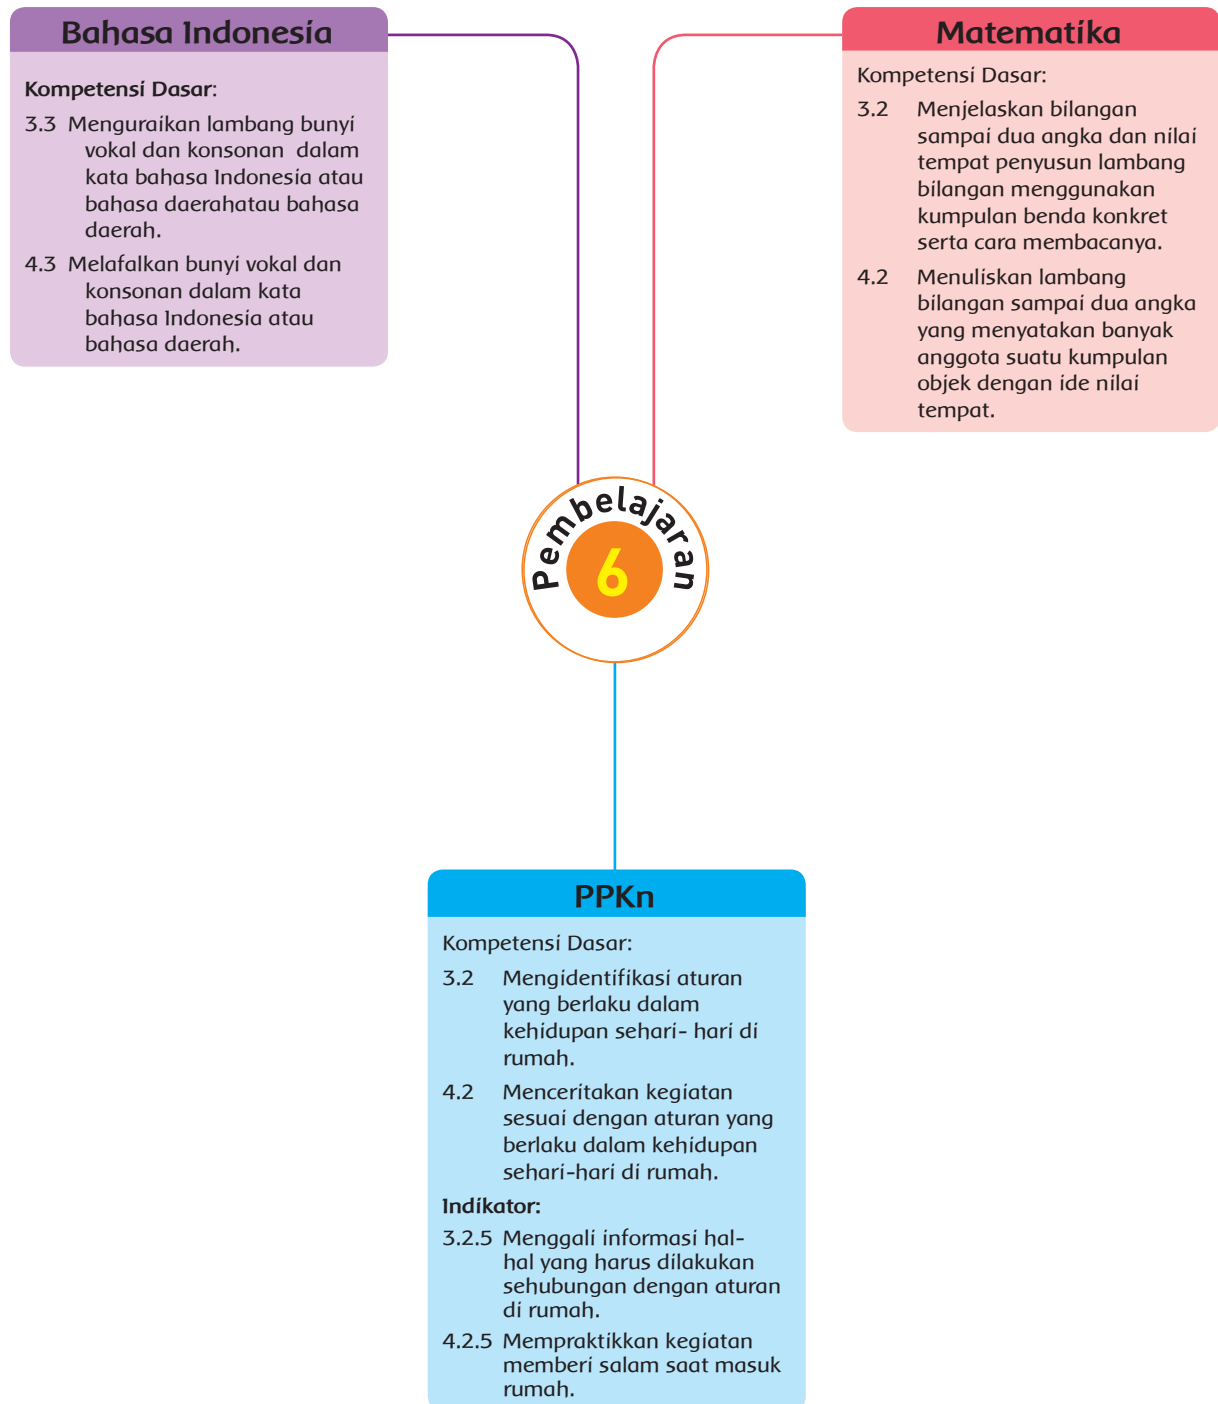 Bahasa Indonesia
Kompetensi Dasar:
3.3 Menguraikan lambang bunyi
vokal dan konsonan dalam
kata bahasa Indonesia atau
bahasa daerahatau bahasa
daerah.
4.3 Melafalkan bunyi vokal dan
konsonan dalam kata
bahasa Indonesia atau
bahasa daerah.
Matematika
Kompetensi Dasar:
3.2 Menjelaskan bilangan
sampai dua angka dan nilai
tempat penyusun lambang
bilangan menggunakan
kumpulan benda konkret
serta cara membacanya.
4.2 Menuliskan lambang
bilangan sampai dua angka
yang menyatakan banyak
anggota suatu kumpulan
objek dengan ide nilai
tempat.
Pembelajaran
6
PPKn
Kompetensi Dasar:
3.2 Mengidentifikasi aturan
yang berlaku dalam
kehidupan sehari- hari di
rumah.
4.2 Menceritakan kegiatan
sesuai dengan aturan yang
berlaku dalam kehidupan
sehari-hari di rumah.
Indikator:
3.2.5 Menggali informasi hal-
hal yang harus dilakukan
sehubungan dengan aturan
di rumah.
4.2.5 Mempraktikkan kegiatan
memberi salam saat masuk
rumah.